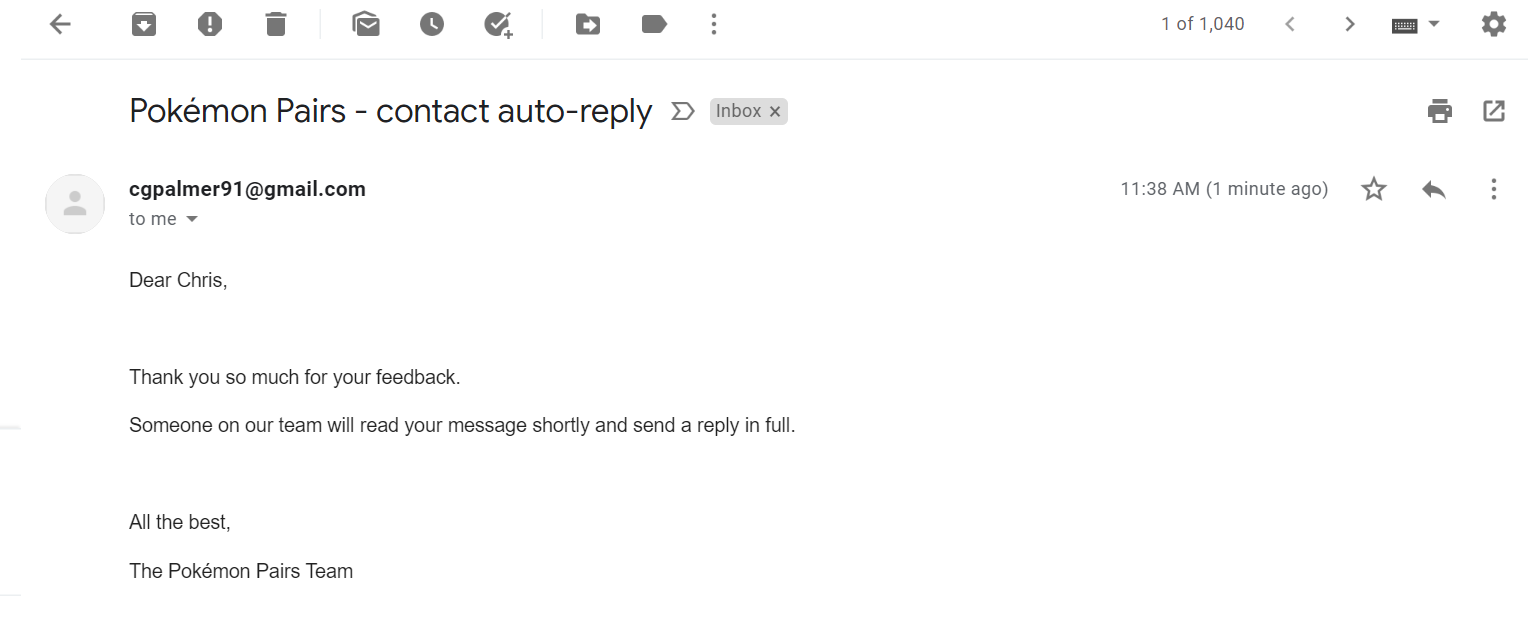 1 of 1,040
Pokémon Pairs - contact auto-reply Inbox ×
cgpalmer91@gmail.com 11:38 AM (1 minute ago)
to me
Dear Chris,
Thank you so much for your feedback.
Someone on our team will read your message shortly and send a reply in full.
All the best,
The Pokémon Pairs Team